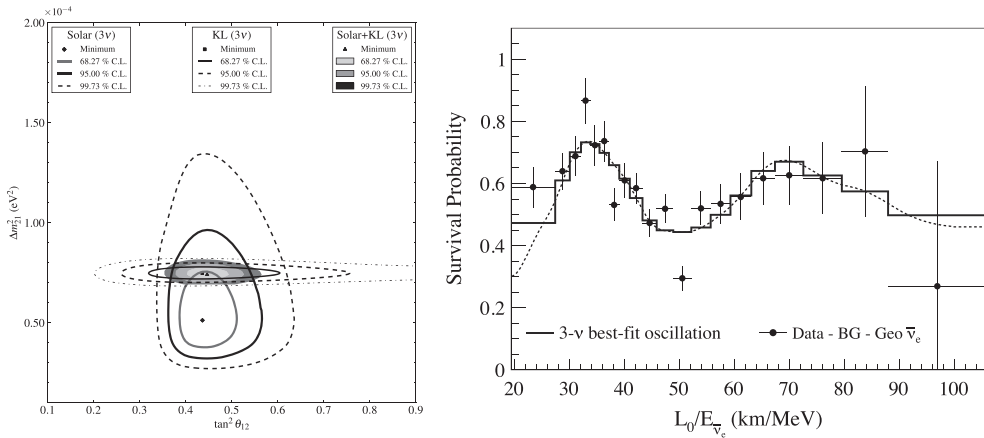 2.00 ×10⁻⁴
Solar (3ν)
Minimum
68.27 % C.L.
95.00 % C.L.
99.73 % C.L.
KL (3ν)
Minimum
68.27 % C.L.
95.00 % C.L.
99.73 % C.L.
Solar+KL (3ν)
Minimum
68.27 % C.L.
95.00 % C.L.
99.73 % C.L.
1.50
1.00
0.50
Δm²₂₁ (eV²)
0.1 0.2 0.3 0.4 0.5 0.6 0.7 0.8 0.9
tan² θ₁₂
1
0.8
0.6
0.4
0.2
0
Survival Probability
3-ν best-fit oscillation
Data - BG - Geo ν̅ₑ
20 30 40 50 60 70 80 90 100
L₀/E_ν̅ₑ (km/MeV)